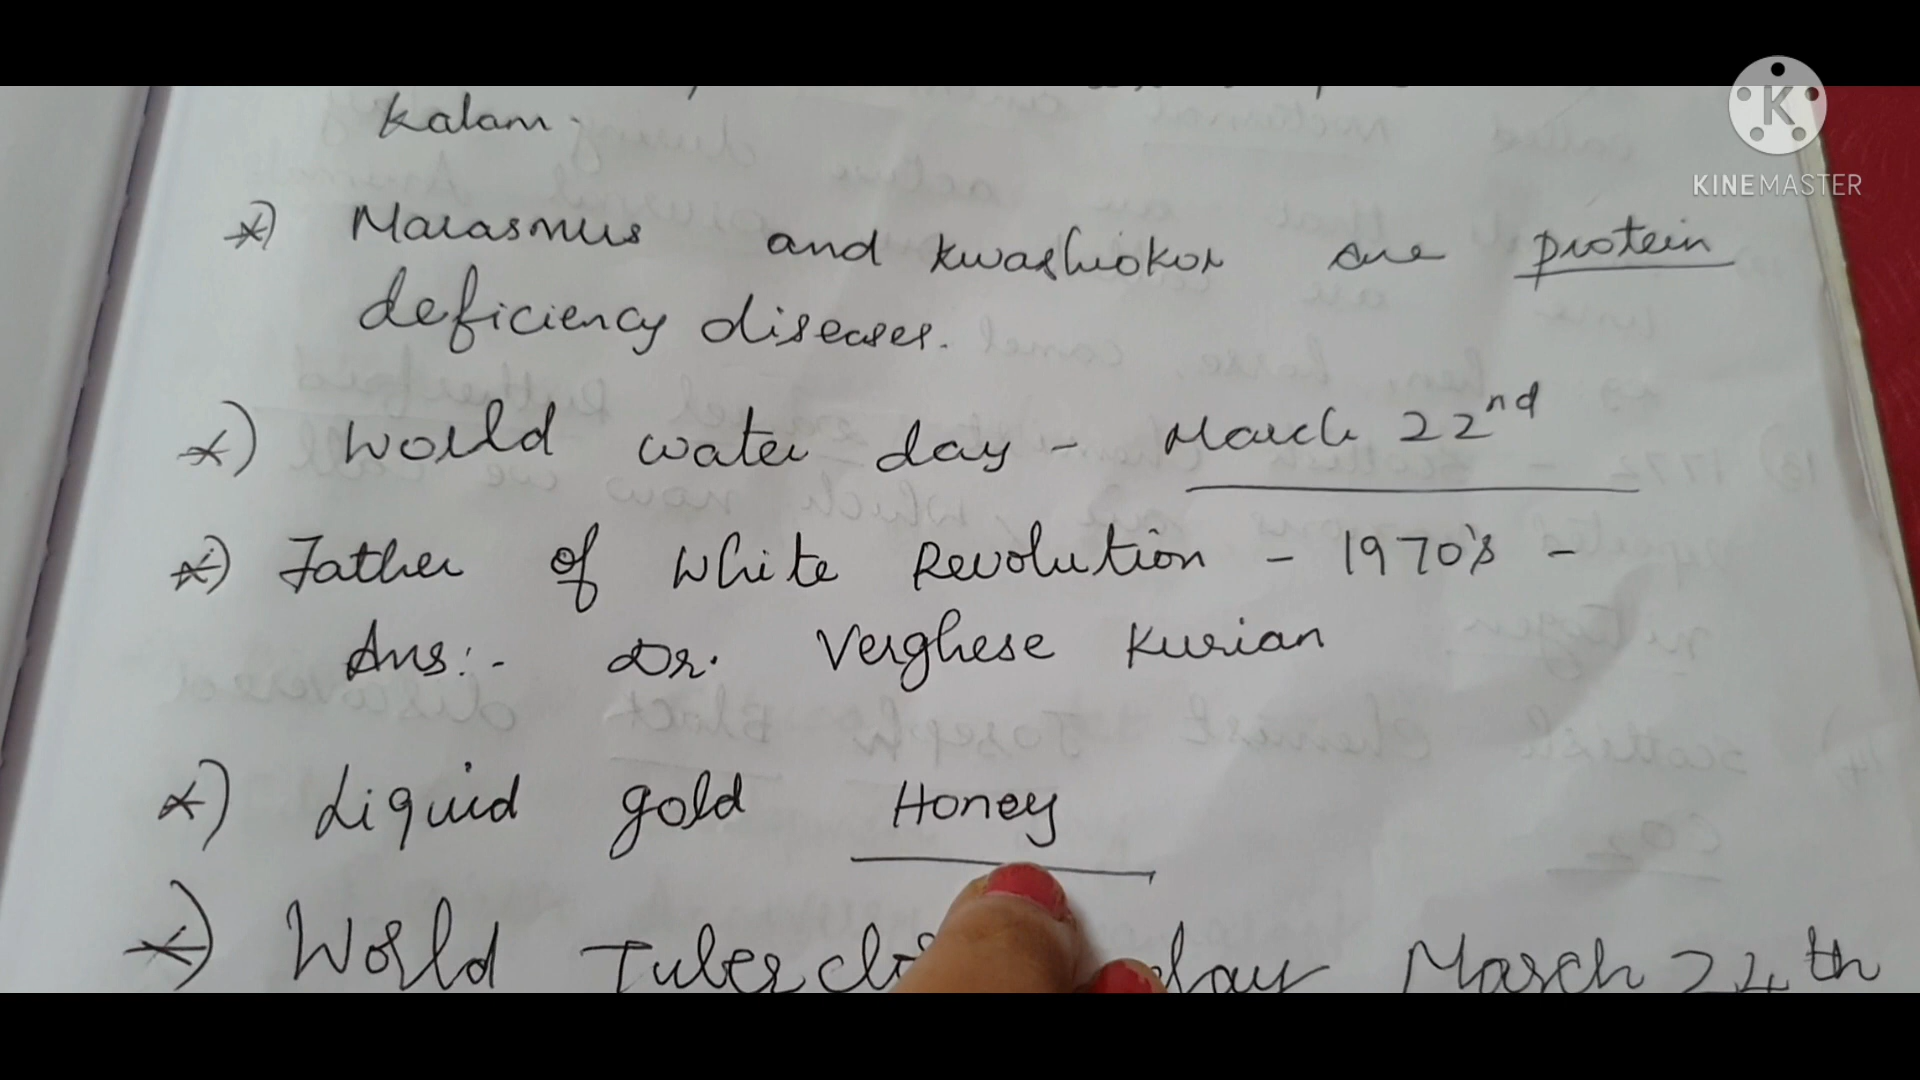 Kalam.
*) Marasmus and kwashiokor are protein
deficiency diseases.
*) World water day - March 22nd
*) Father of White Revolution - 1970's -
Ans:- Dr. Verghese Kurian
*) Liquid gold Honey
*) World day March 24th
KINEMASTER